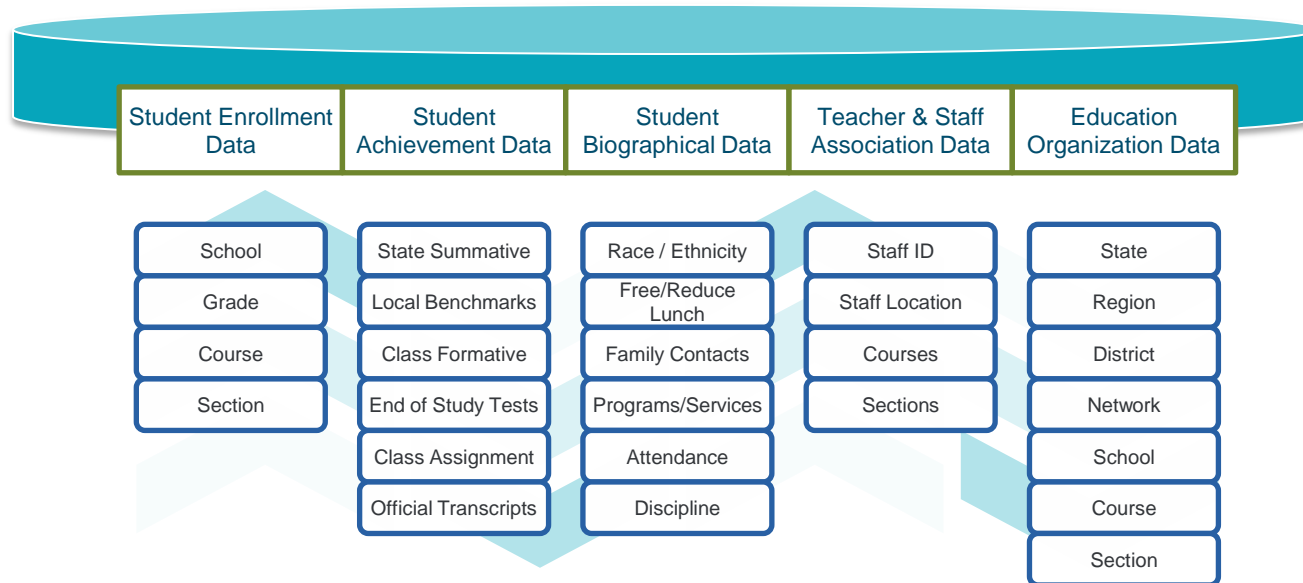 Student Enrollment
Data
Student
Achievement Data
Student
Biographical Data
Teacher & Staff
Association Data
Education
Organization Data
School
Grade
Course
Section
State Summative
Local Benchmarks
Class Formative
End of Study Tests
Class Assignment
Official Transcripts
Race / Ethnicity
Free/Reduce
Lunch
Family Contacts
Programs/Services
Attendance
Discipline
Staff ID
Staff Location
Courses
Sections
State
Region
District
Network
School
Course
Section